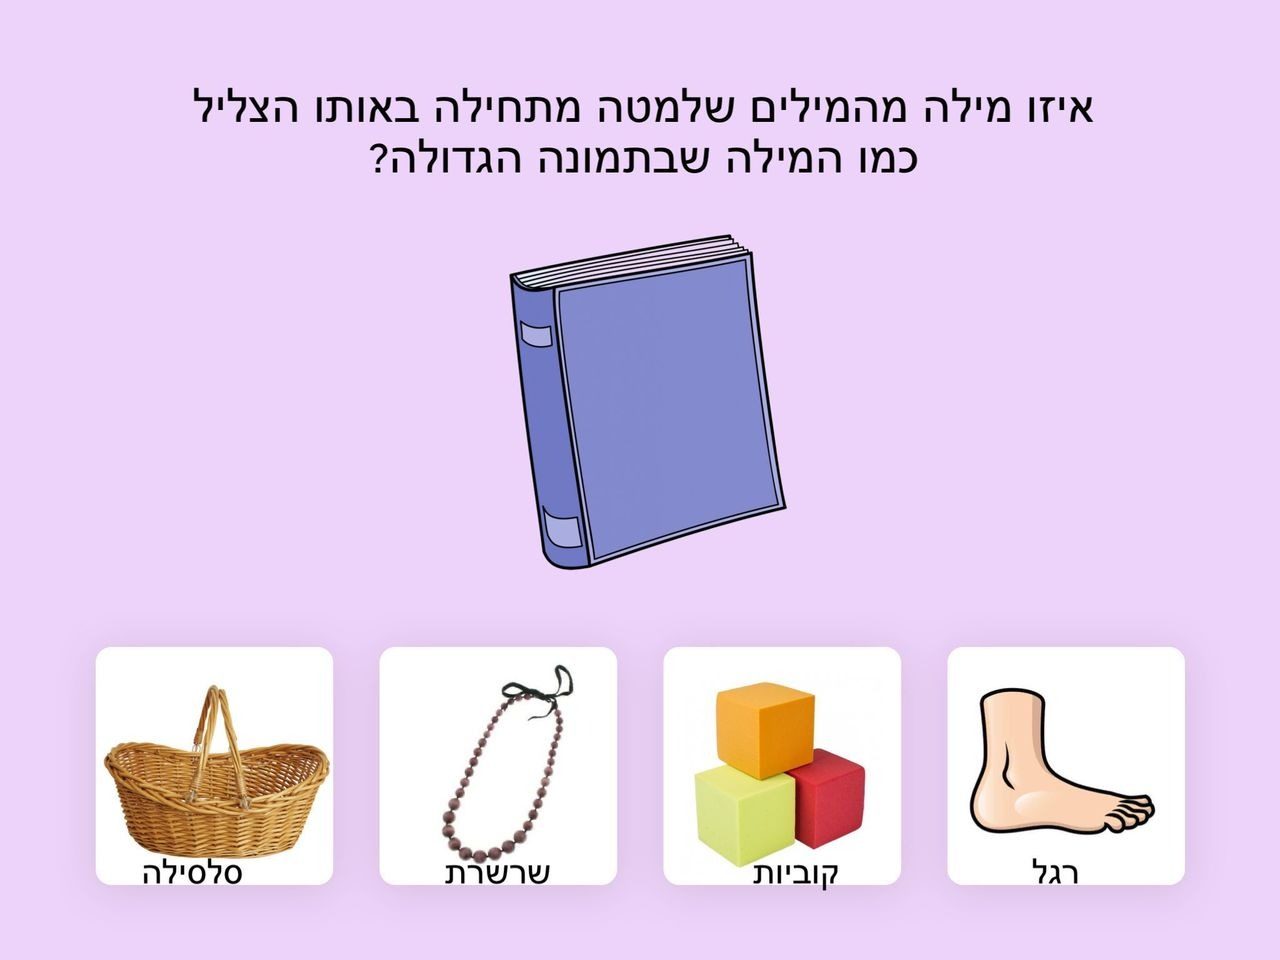 איזו מילה מהמילים שלמטה מתחילה באותו הצליל
כמו המילה שבתמונה הגדולה?
רגל
קוביות
שרשרת
סלסילה